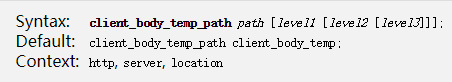 Syntax: client_body_temp_path path [level1 [level2 [level3]]];
Default: client_body_temp_path client_body_temp;
Context: http, server, location